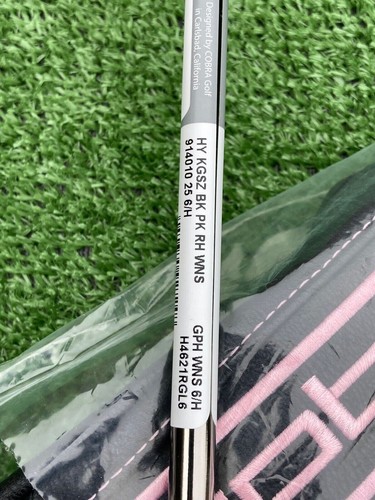 Designed by COBRA Golf
in Carlsbad, California
HY KGSZ BK PK RH WNS
914010 25 6/H
GPH WNS 6/H
H4621RGL6